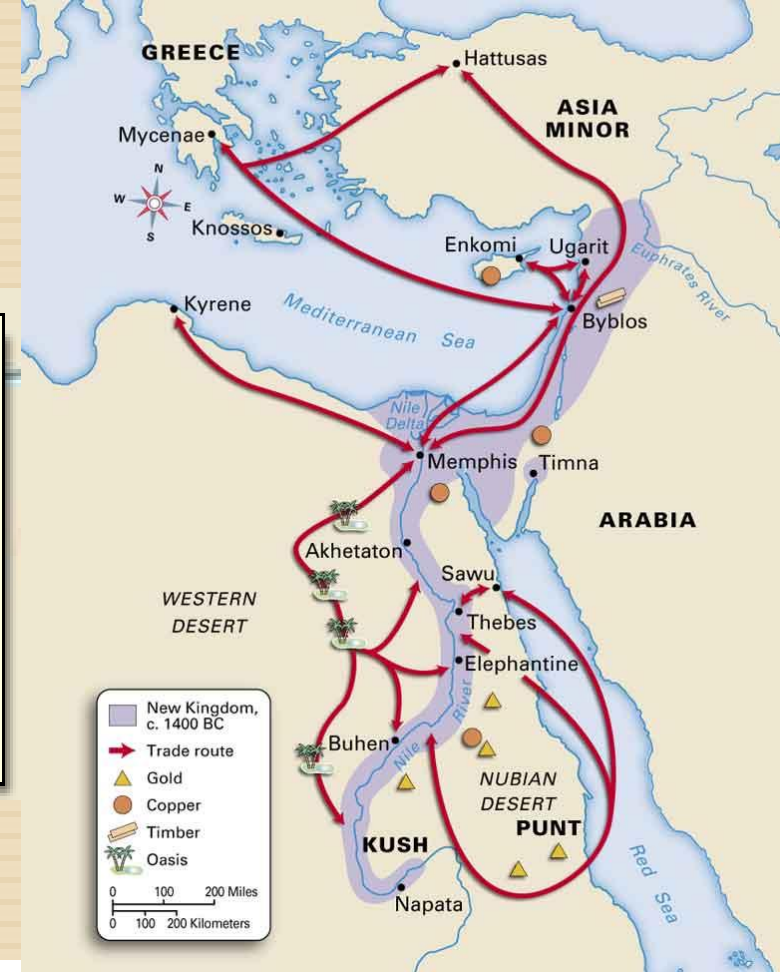 GREECE
Hattusas
ASIA
MINOR
Mycenae
N
W
E
S
Knossos
Enkomi
Ugarit
Euphrates River
Kyrene
Mediterranean Sea
Byblos
Nile
Delta
Memphis
Timna
ARABIA
Akhetaton
Sawu
WESTERN
DESERT
Thebes
Elephantine
New Kingdom,
c. 1400 BC
Trade route
Gold
Copper
Timber
Oasis
0 100 200 Miles
0 100 200 Kilometers
Buhen
Nile River
NUBIAN
DESERT
PUNT
KUSH
Napata
Red Sea